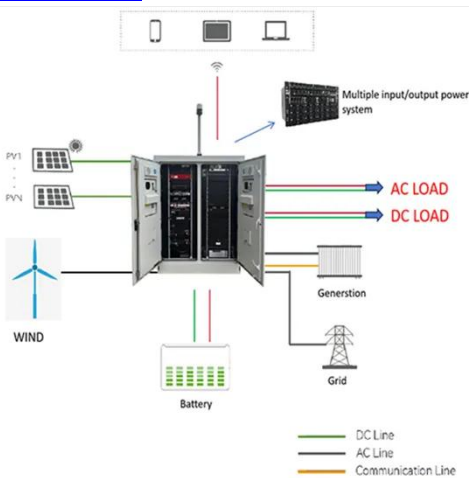 Multiple input/output power
system
PV1
PVN
AC LOAD
DC LOAD
WIND
Generstion
Grid
Battery
DC Line
AC Line
Communication Line